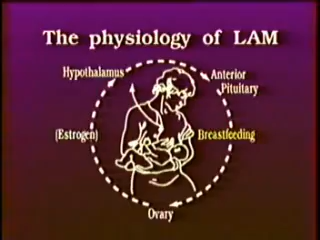 The physiology of LAM
Hypothalamus
Anterior
Pituitary
(Estrogen)
Breastfeeding
Ovary